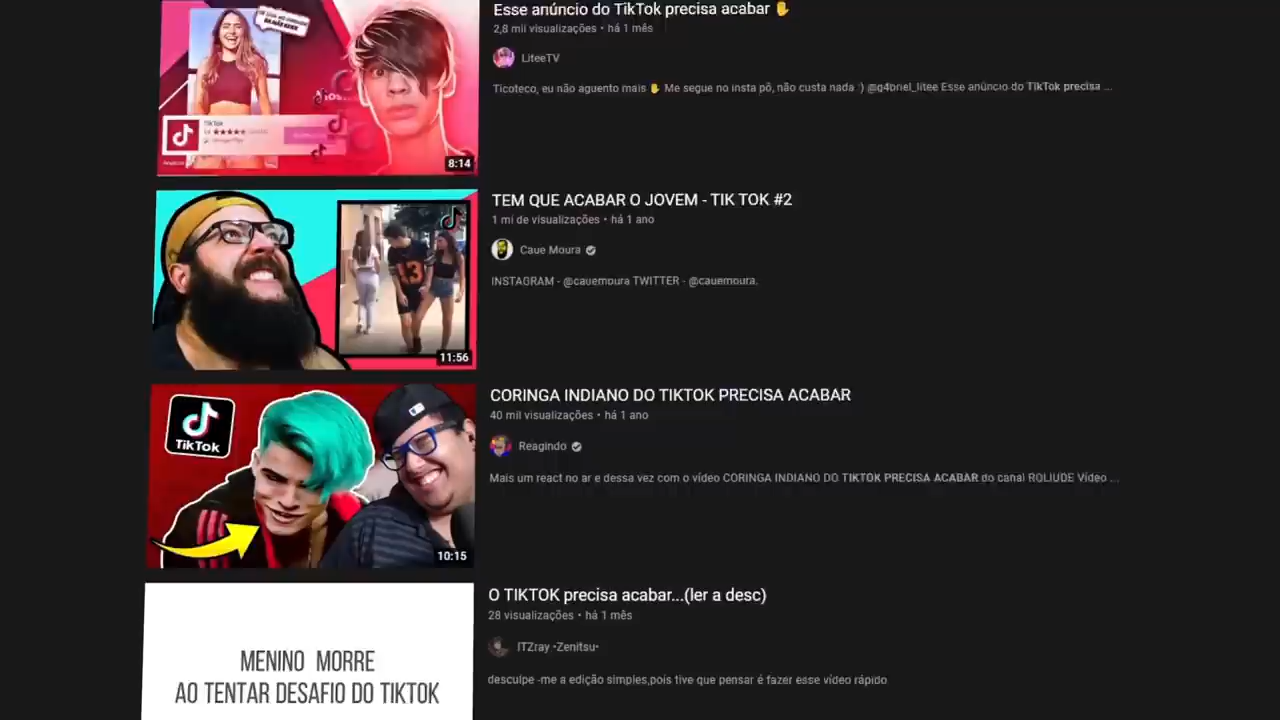 Esse anúncio do TikTok precisa acabar ✋
2,8 mil visualizações • há 1 mês
LiteeTV
Ticoteco, eu não aguento mais ✋ Me segue no insta pô, não custa nada :) @g4briel_litee Esse anúncio do TikTok precisa ...
TikTok
8:14
TEM QUE ACABAR O JOVEM - TIK TOK #2
1 mi de visualizações • há 1 ano
Caue Moura
INSTAGRAM - @cauemoura TWITTER - @cauemoura.
13
11:56
CORINGA INDIANO DO TIKTOK PRECISA ACABAR
40 mil visualizações • há 1 ano
Reagindo
Mais um react no ar e dessa vez com o vídeo CORINGA INDIANO DO TIKTOK PRECISA ACABAR do canal ROLIUDE Vídeo ...
TikTok
10:15
O TIKTOK precisa acabar...(ler a desc)
28 visualizações • há 1 mês
ITZray •Zenitsu•
desculpe -me a edição simples,pois tive que pensar é fazer esse vídeo rápido
MENINO MORRE
AO TENTAR DESAFIO DO TIKTOK